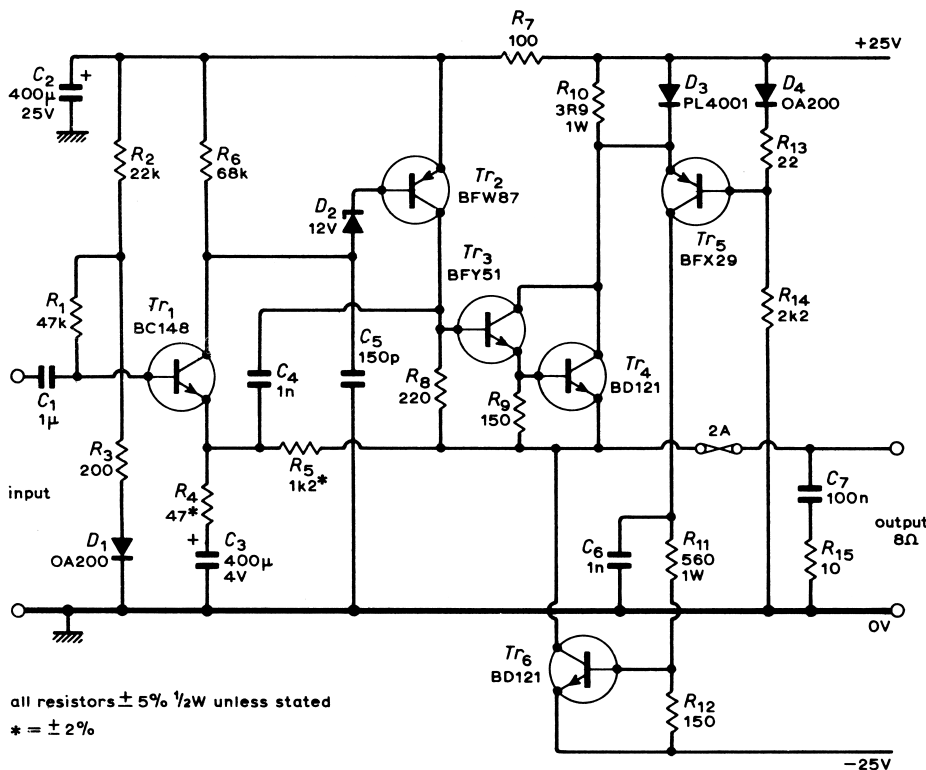 R7
100
+25V
C2
+
400µ
25V
R2
22k
R6
68k
R10
3R9
1W
D3
PL4001
D4
OA200
R13
22
Tr2
BFW87
D2
12V
Tr5
BFX29
Tr3
BFY51
R1
47k
Tr1
BC148
R14
2k2
C1
1µ
C4
1n
C5
150p
R8
220
Tr4
BD121
R9
150
R3
200
R5
1k2*
2A
input
R4
47*
+
C3
400µ
4V
D1
OA200
C6
1n
R11
560
1W
C7
100n
R15
10
output
8Ω
0V
Tr6
BD121
R12
150
-25V
all resistors ± 5% ½W unless stated
* = ± 2%